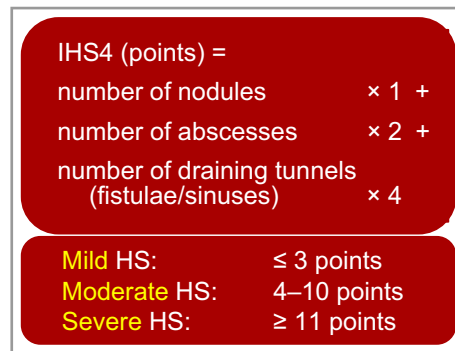 IHS4 (points) =
number of nodules × 1 +
number of abscesses × 2 +
number of draining tunnels
(fistulae/sinuses) × 4
Mild HS: ≤ 3 points
Moderate HS: 4–10 points
Severe HS: ≥ 11 points